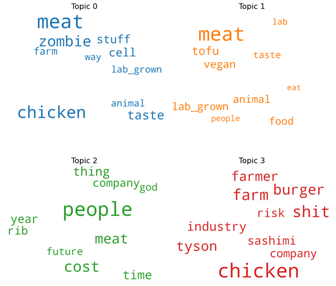 Topic 0
meat
zombie stuff
farm way cell
lab_grown
animal
chicken taste
Topic 1
lab
meat
tofu taste
vegan
eat
animal
lab_grown
people food
Topic 2
thing
company god
people
year
rib meat
future
cost time
Topic 3
farmer
farm burger
risk shit
industry
tyson sashimi
company
chicken